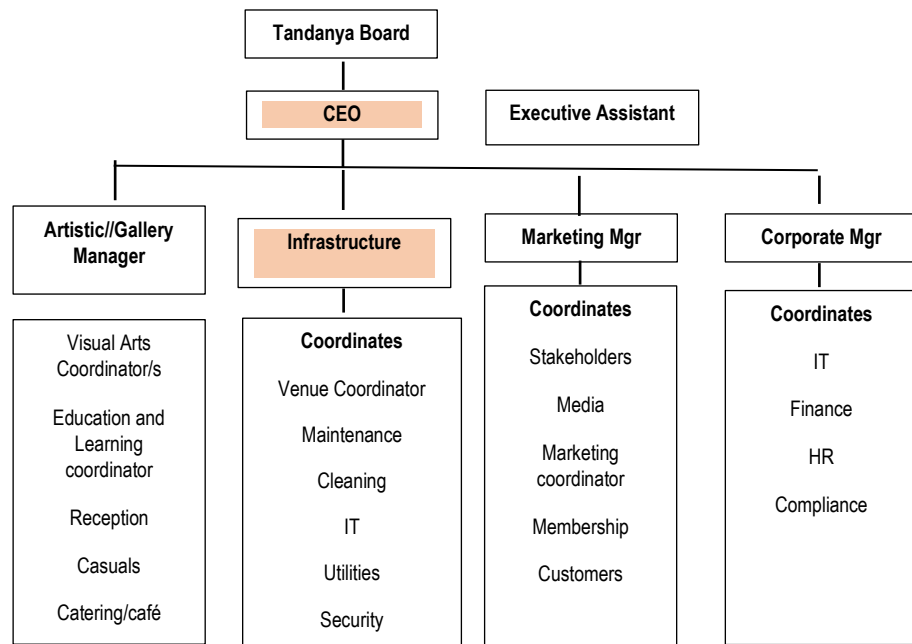 Tandanya Board
CEO
Executive Assistant
Artistic//Gallery
Manager
Infrastructure
Marketing Mgr
Corporate Mgr
Visual Arts
Coordinator/s
Education and
Learning
coordinator
Reception
Casuals
Catering/café
Coordinates
Venue Coordinator
Maintenance
Cleaning
IT
Utilities
Security
Coordinates
Stakeholders
Media
Marketing
coordinator
Membership
Customers
Coordinates
IT
Finance
HR
Compliance